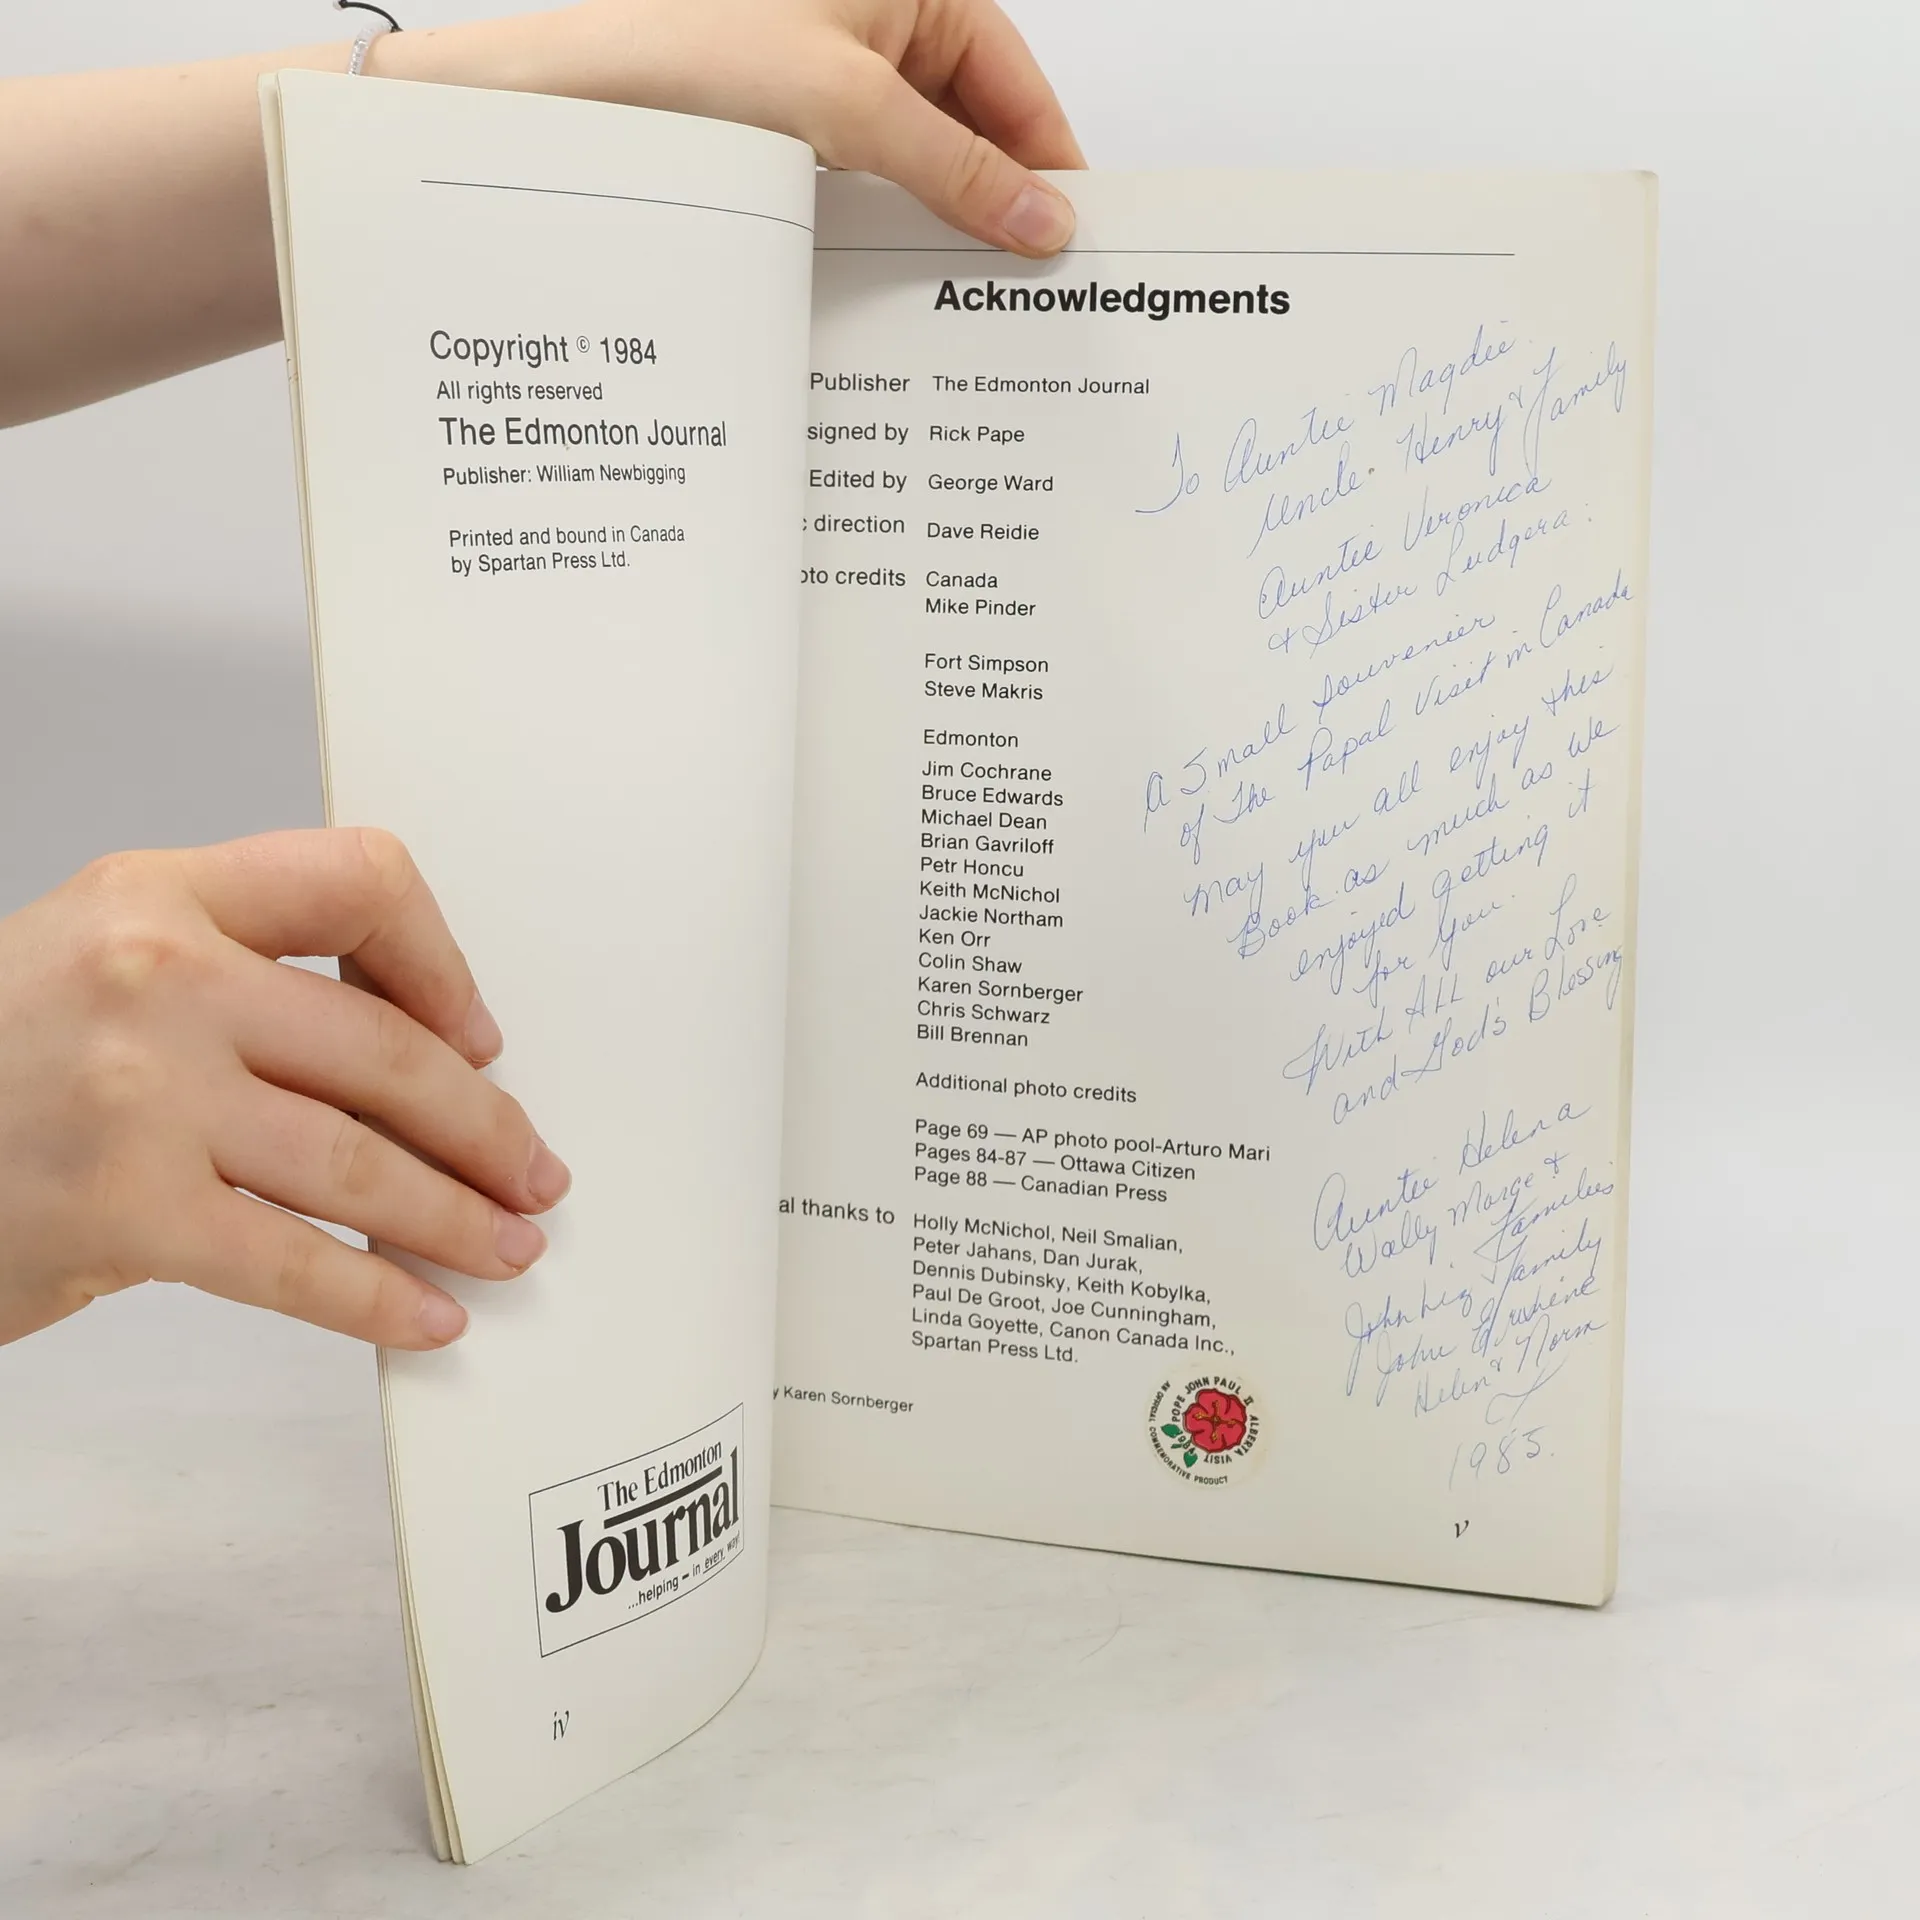 Copyright © 1984
All rights reserved
The Edmonton Journal
Publisher: William Newbigging
Printed and bound in Canada
by Spartan Press Ltd.
The Edmonton
Journal
...helping – in every way!
iv
Acknowledgments
Publisher The Edmonton Journal
signed by Rick Pape
Edited by George Ward
c direction Dave Reidie
oto credits Canada
Mike Pinder
Fort Simpson
Steve Makris
Edmonton
Jim Cochrane
Bruce Edwards
Michael Dean
Brian Gavriloff
Petr Honcu
Keith McNichol
Jackie Northam
Ken Orr
Colin Shaw
Karen Sornberger
Chris Schwarz
Bill Brennan
Additional photo credits
Page 69 — AP photo pool-Arturo Mari
Pages 84-87 — Ottawa Citizen
Page 88 — Canadian Press
al thanks to Holly McNichol, Neil Smalian,
Peter Jahans, Dan Jurak,
Dennis Dubinsky, Keith Kobylka,
Paul De Groot, Joe Cunningham,
Linda Goyette, Canon Canada Inc.,
Spartan Press Ltd.
y Karen Sornberger
POPE JOHN PAUL II ALBERTA VISIT
1984
OFFICIAL COMMEMORATIVE PRODUCT
To Auntie Magdie
Uncle Henry & Family
Auntie Veronica
& Sister Ludgera:
A Small Souvenier
of The Papal Visit in Canada
May you all enjoy this
Book as much as We
enjoyed getting it
for you.
With All our Love
and God's Blessing
Auntie Helena
Wally Marge &
Families
John Liz Family
John
Helen & Norm
1985.
v